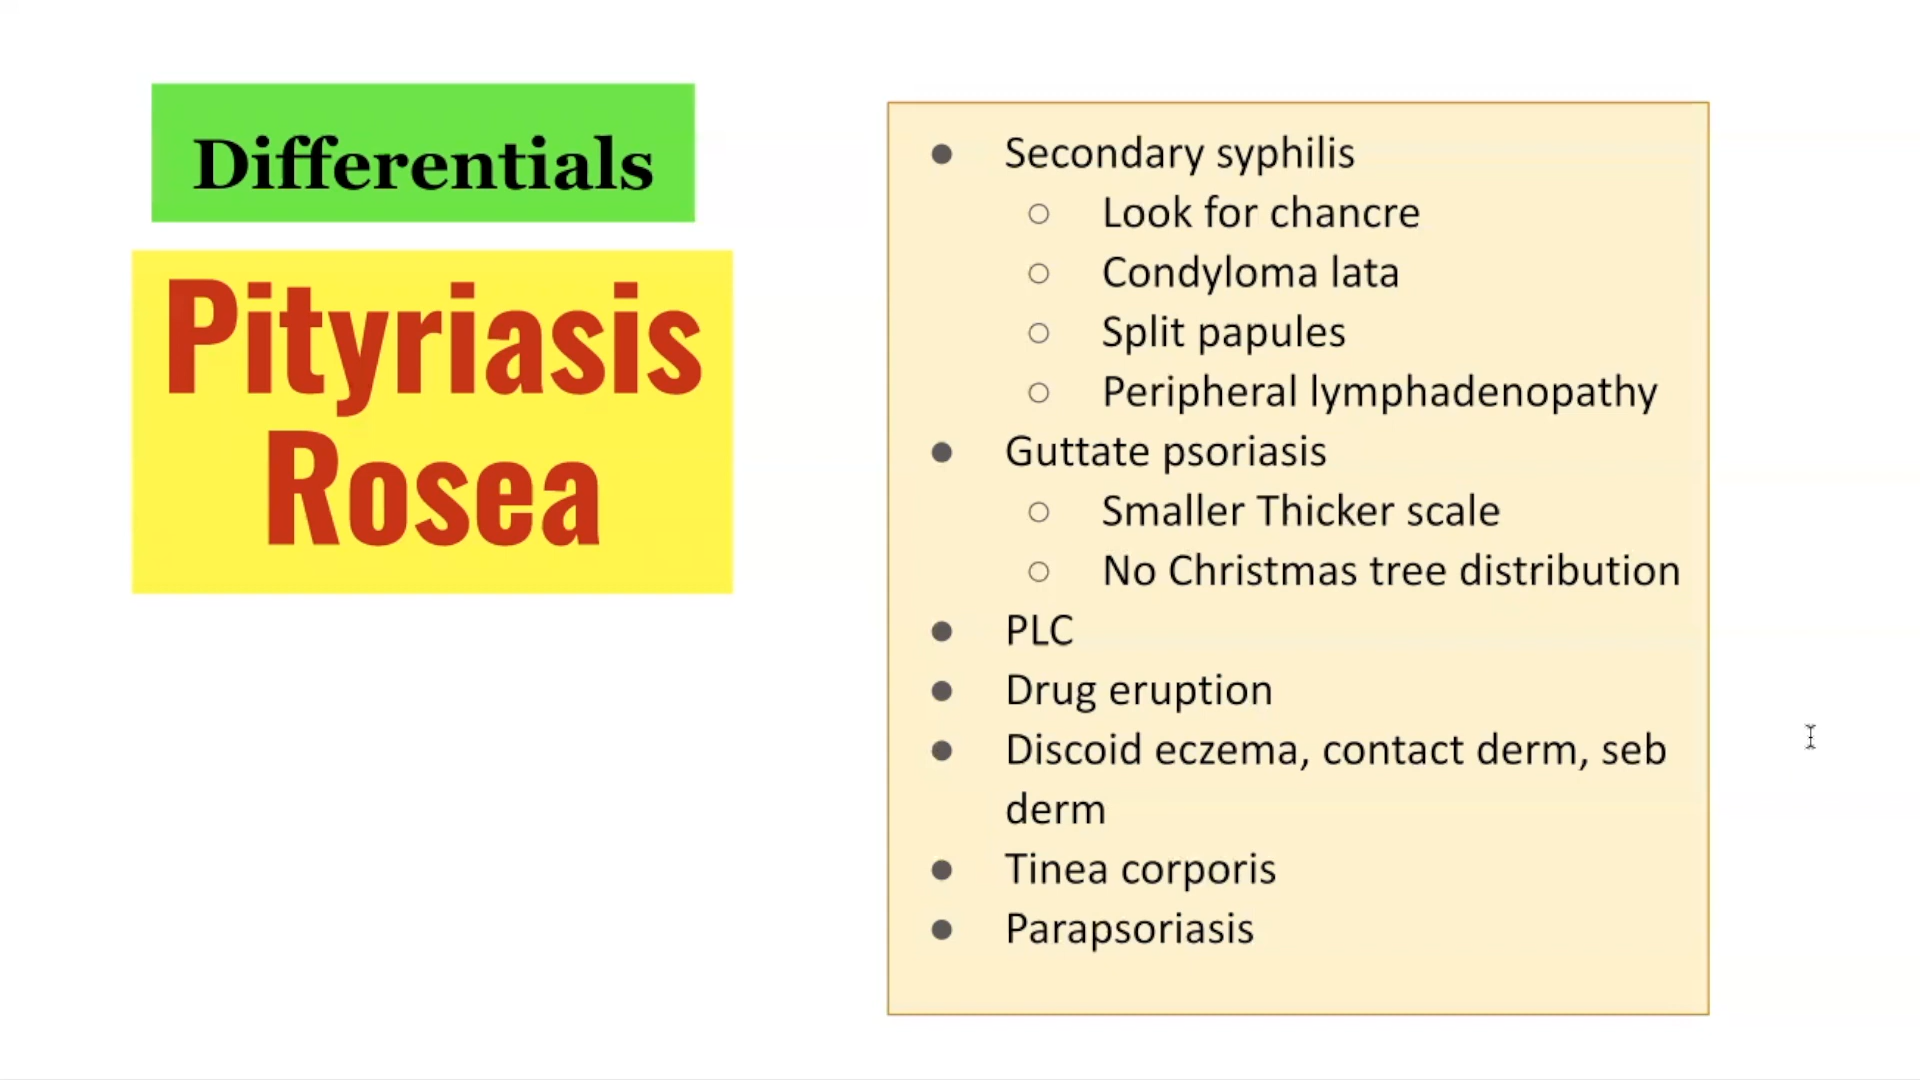 Differentials
Pityriasis
Rosea
● Secondary syphilis
○ Look for chancre
○ Condyloma lata
○ Split papules
○ Peripheral lymphadenopathy
● Guttate psoriasis
○ Smaller Thicker scale
○ No Christmas tree distribution
● PLC
● Drug eruption
● Discoid eczema, contact derm, seb
derm
● Tinea corporis
● Parapsoriasis